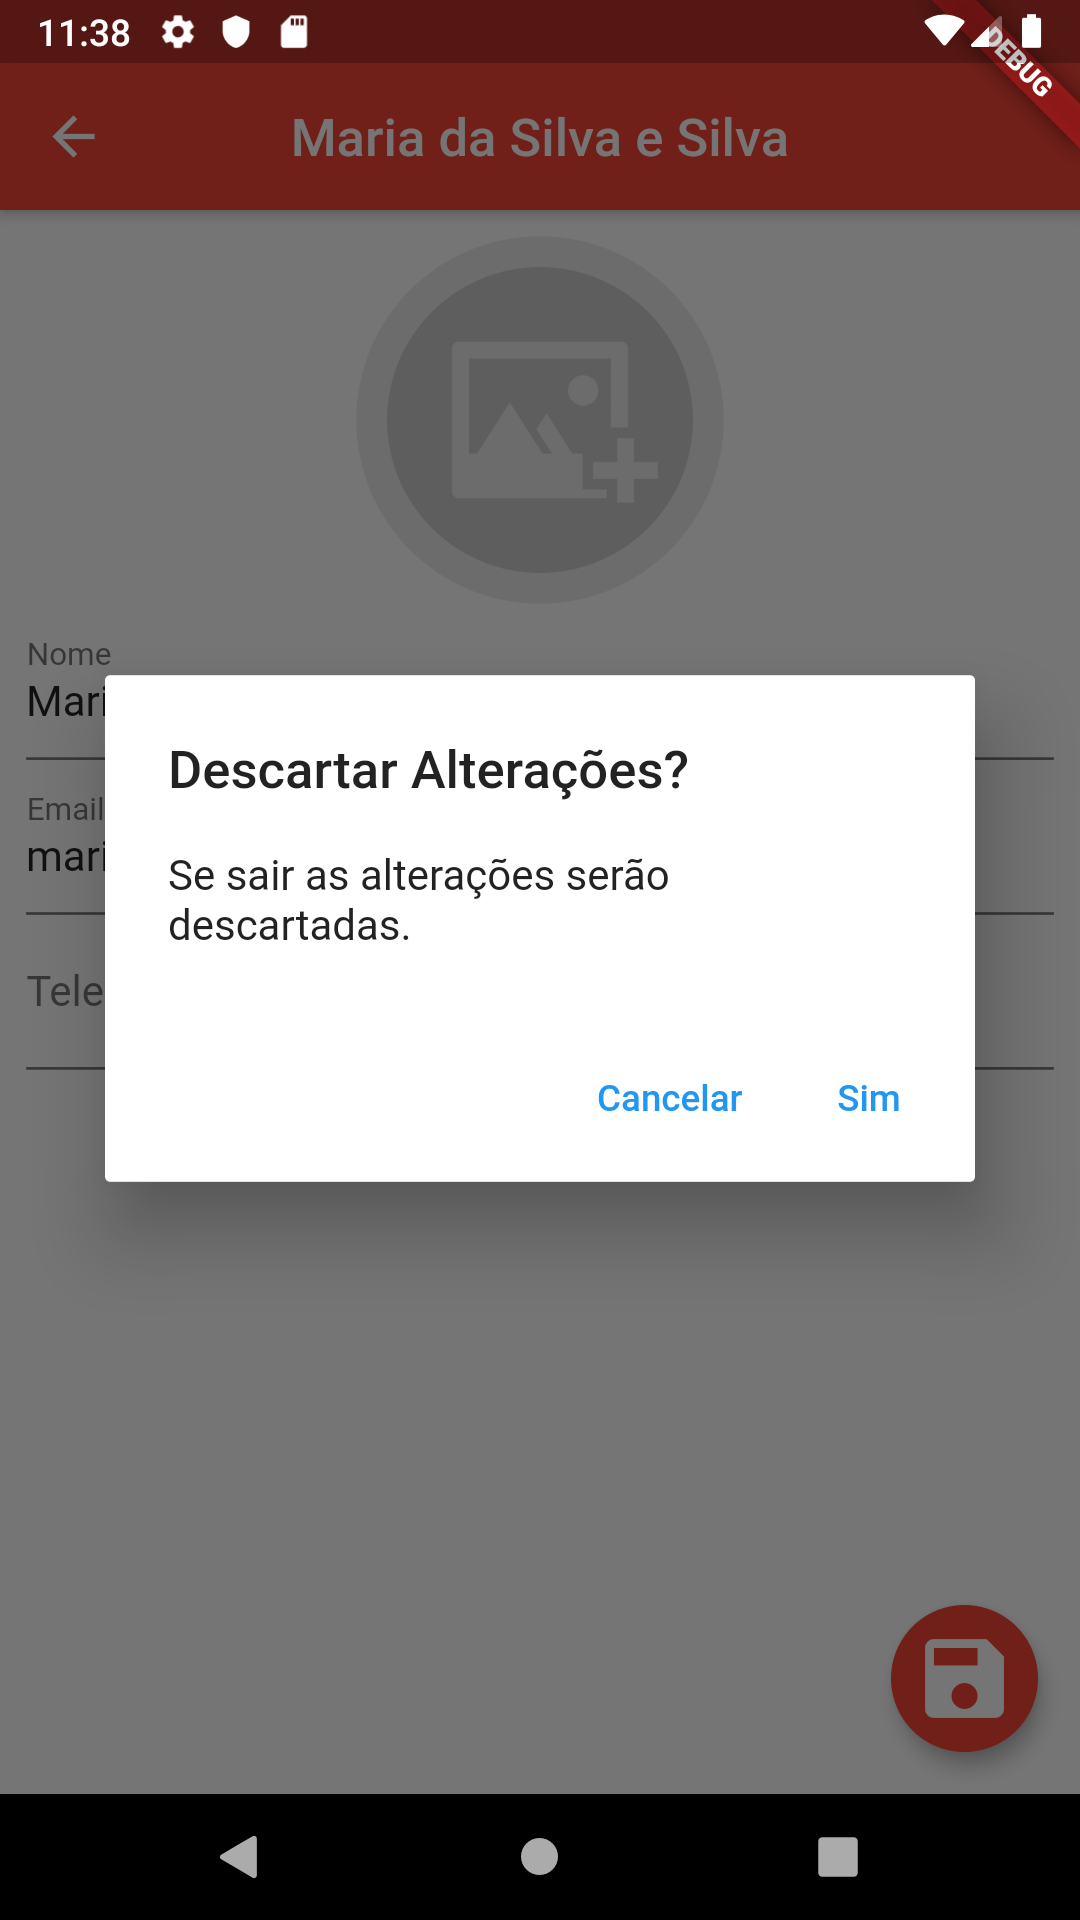 11:38
DEBUG
Maria da Silva e Silva
Nome
Mari
Email
mari
Tele
Descartar Alterações?
Se sair as alterações serão
descartadas.
Cancelar Sim